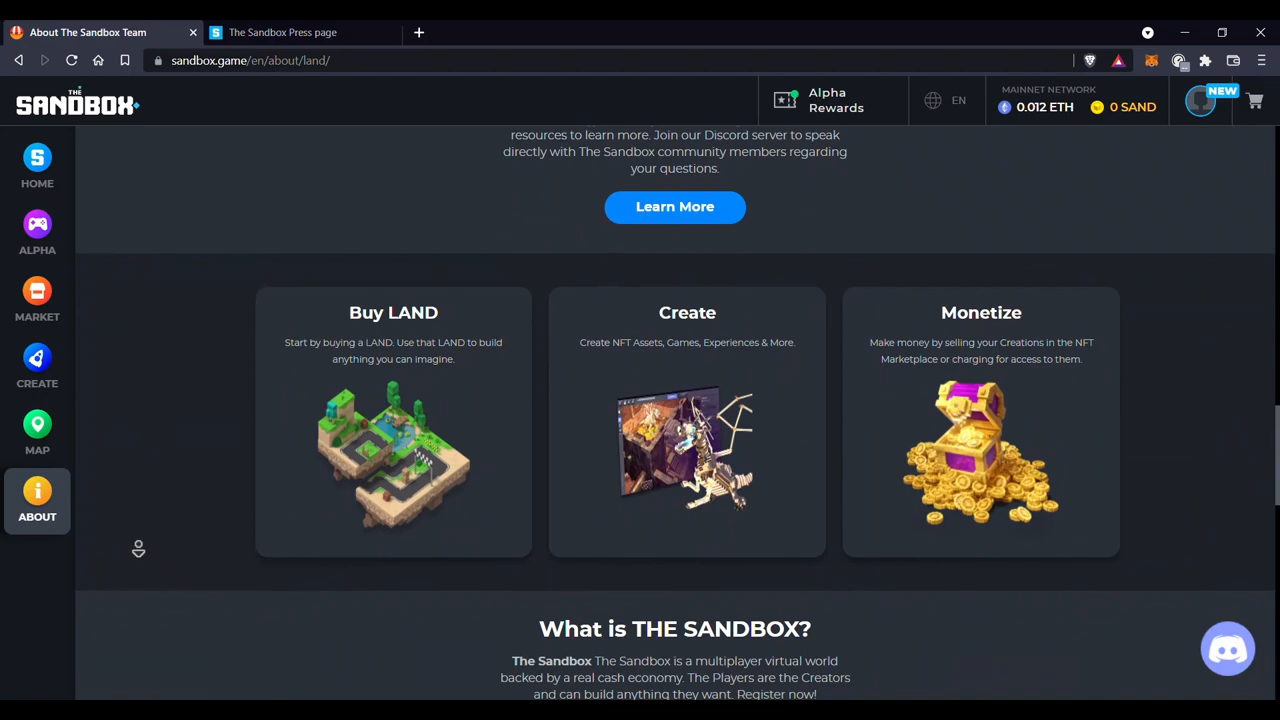 About The Sandbox Team
The Sandbox Press page
sandbox.game/en/about/land/
THE
SANDBOX
Alpha
Rewards
EN
MAINNET NETWORK
0.012 ETH
0 SAND
NEW
HOME
ALPHA
MARKET
CREATE
MAP
ABOUT
resources to learn more. Join our Discord server to speak
directly with The Sandbox community members regarding
your questions.
Learn More
Buy LAND
Start by buying a LAND. Use that LAND to build
anything you can imagine.
Create
Create NFT Assets, Games, Experiences & More.
Monetize
Make money by selling your Creations in the NFT
Marketplace or charging for access to them.
What is THE SANDBOX?
The Sandbox The Sandbox is a multiplayer virtual world
backed by a real cash economy. The Players are the Creators
and can build anything they want. Register now!